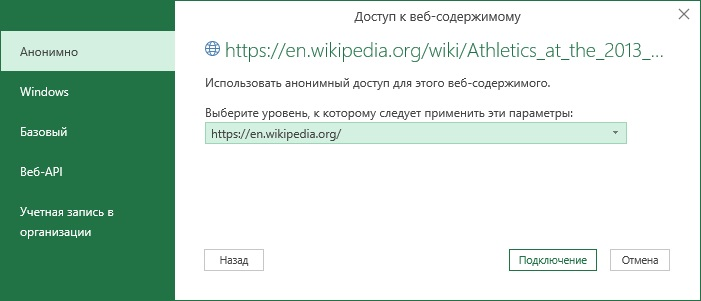 Доступ к веб-содержимому
Анонимно
Windows
Базовый
Веб-API
Учетная запись в
организации
https://en.wikipedia.org/wiki/Athletics_at_the_2013_...
Использовать анонимный доступ для этого веб-содержимого.
Выберите уровень, к которому следует применить эти параметры:
https://en.wikipedia.org/
Назад
Подключение
Отмена